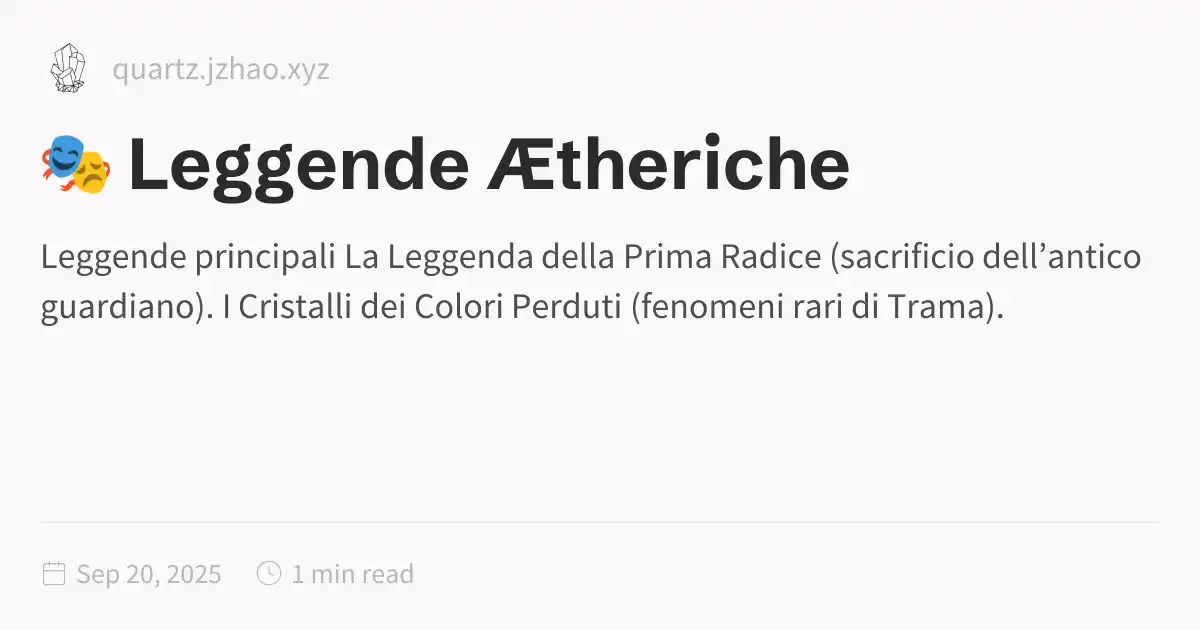 quartz.jzhao.xyz
🎭 Leggende Ætheriche
Leggende principali La Leggenda della Prima Radice (sacrificio dell’antico
guardiano). I Cristalli dei Colori Perduti (fenomeni rari di Trama).
Sep 20, 2025 1 min read